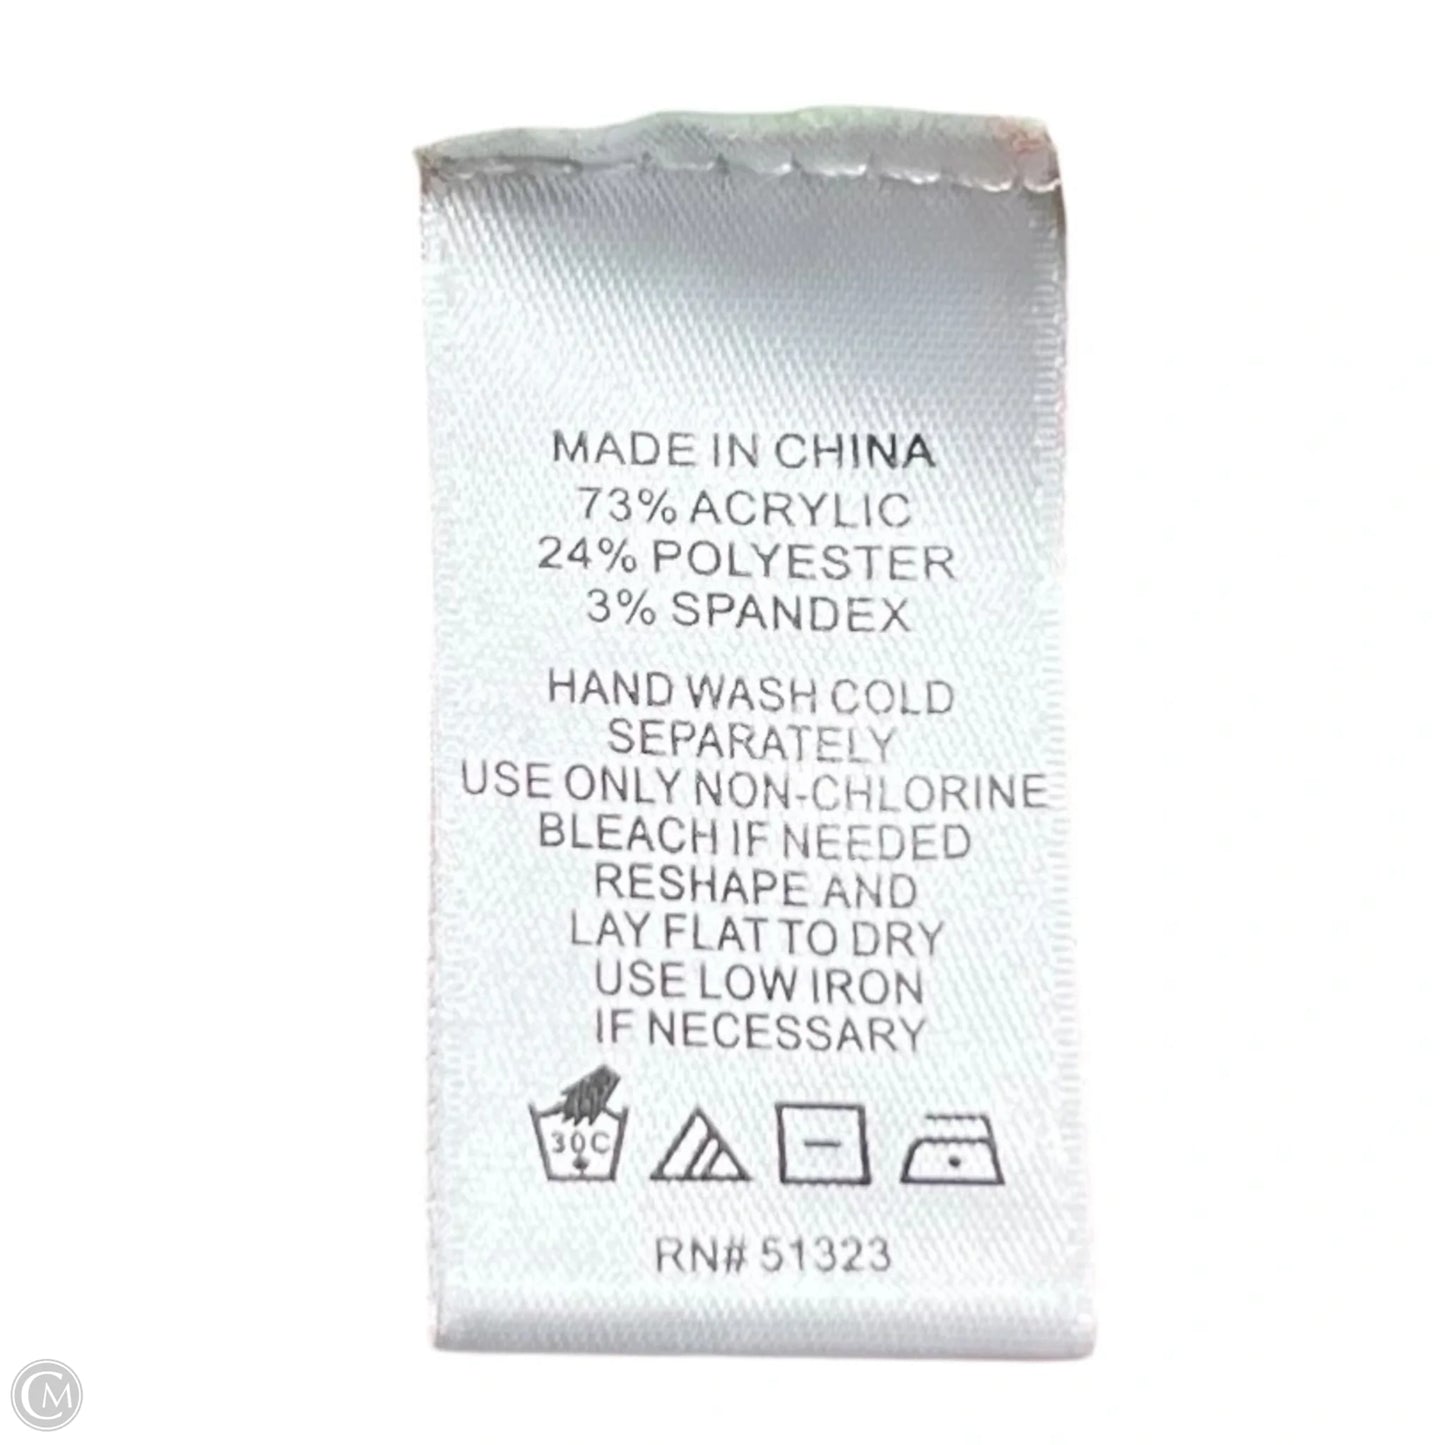 MADE IN CHINA
73% ACRYLIC
24% POLYESTER
3% SPANDEX
HAND WASH COLD
SEPARATELY
USE ONLY NON-CHLORINE
BLEACH IF NEEDED
RESHAPE AND
LAY FLAT TO DRY
USE LOW IRON
IF NECESSARY
30C
RN# 51323
CM